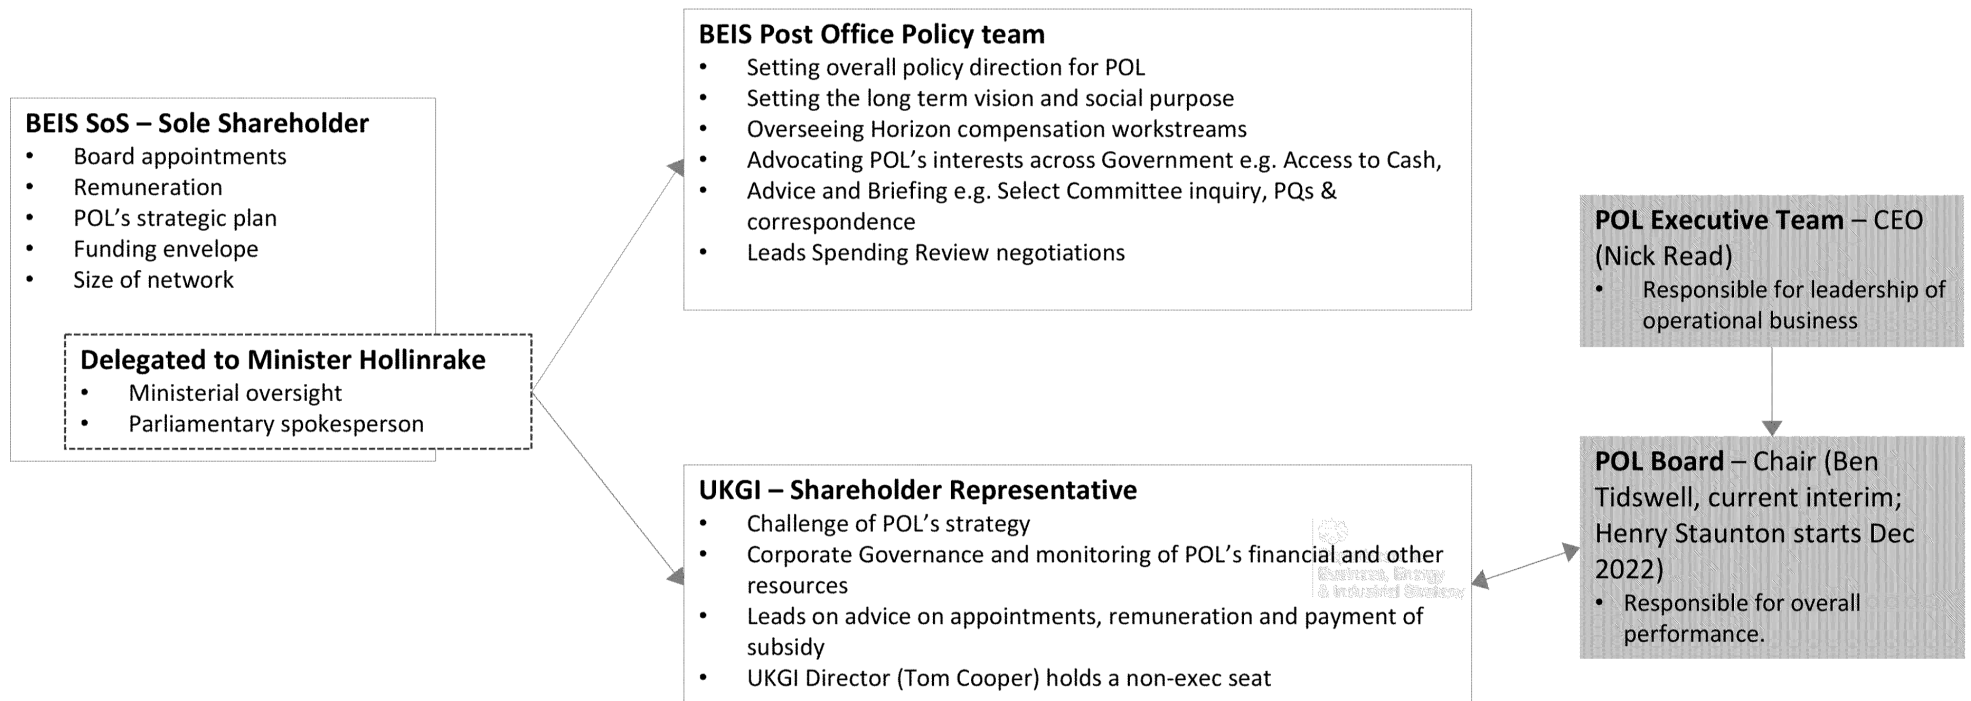 BEIS SoS – Sole Shareholder
• Board appointments
• Remuneration
• POL’s strategic plan
• Funding envelope
• Size of network
Delegated to Minister Hollinrake
• Ministerial oversight
• Parliamentary spokesperson
BEIS Post Office Policy team
• Setting overall policy direction for POL
• Setting the long term vision and social purpose
• Overseeing Horizon compensation workstreams
• Advocating POL’s interests across Government e.g. Access to Cash,
• Advice and Briefing e.g. Select Committee inquiry, PQs &
correspondence
• Leads Spending Review negotiations
UKGI – Shareholder Representative
• Challenge of POL’s strategy
• Corporate Governance and monitoring of POL’s financial and other
resources
• Leads on advice on appointments, remuneration and payment of
subsidy
• UKGI Director (Tom Cooper) holds a non-exec seat
Business, Energy
& Industrial Strategy
POL Executive Team – CEO
(Nick Read)
• Responsible for leadership of
operational business
POL Board – Chair (Ben
Tidswell, current interim;
Henry Staunton starts Dec
2022)
• Responsible for overall
performance.